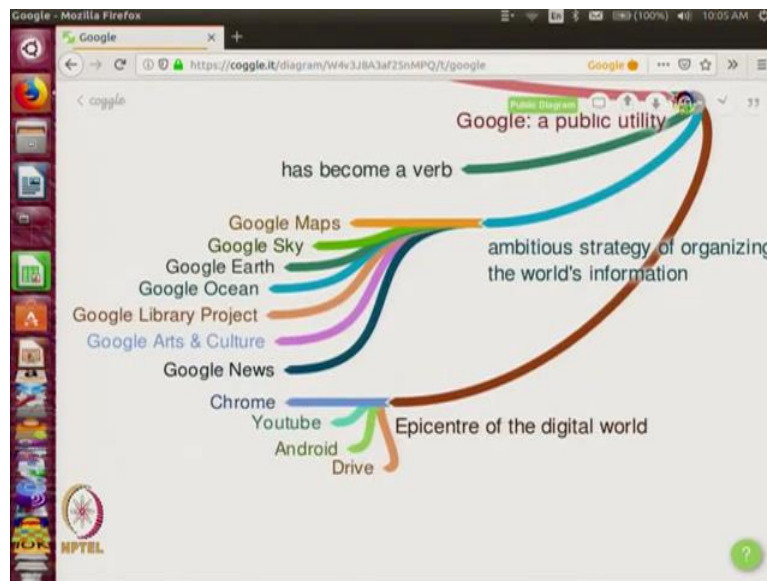 Google - Mozilla Firefox
En
(100%)
10:05 AM
Google
https://coggle.it/diagram/W4v3J8A3af25nMPQ/t/google
Google
coggle
Public Diagram
Google: a public utility
has become a verb
Google Maps
Google Sky
Google Earth
Google Ocean
Google Library Project
Google Arts & Culture
Google News
ambitious strategy of organizing
the world's information
Chrome
Youtube
Android
Drive
Epicentre of the digital world
NPTEL
?